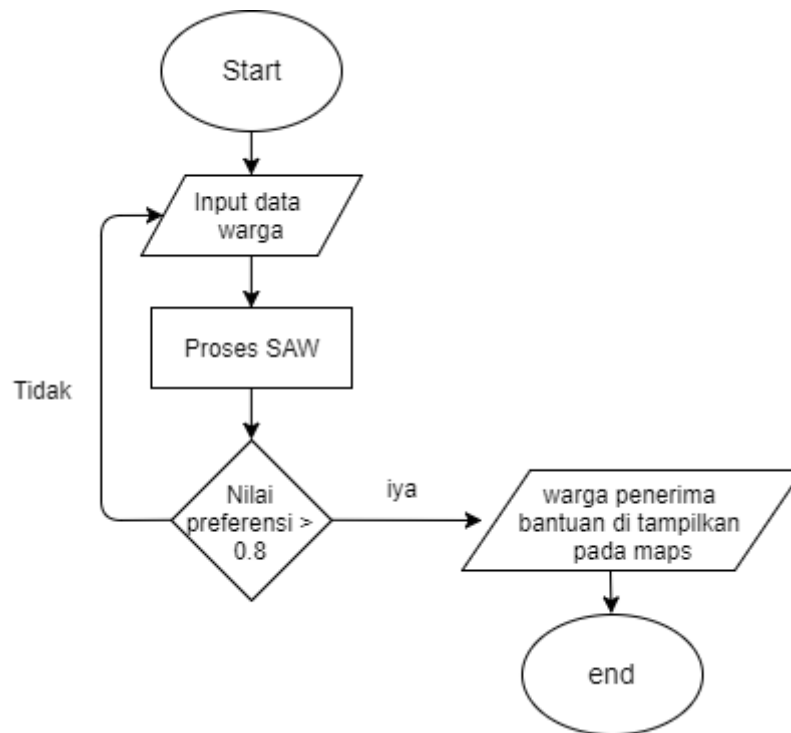 Start
Input data
warga
Proses SAW
Tidak
Nilai
preferensi >
0.8
iya
warga penerima
bantuan di tampilkan
pada maps
end